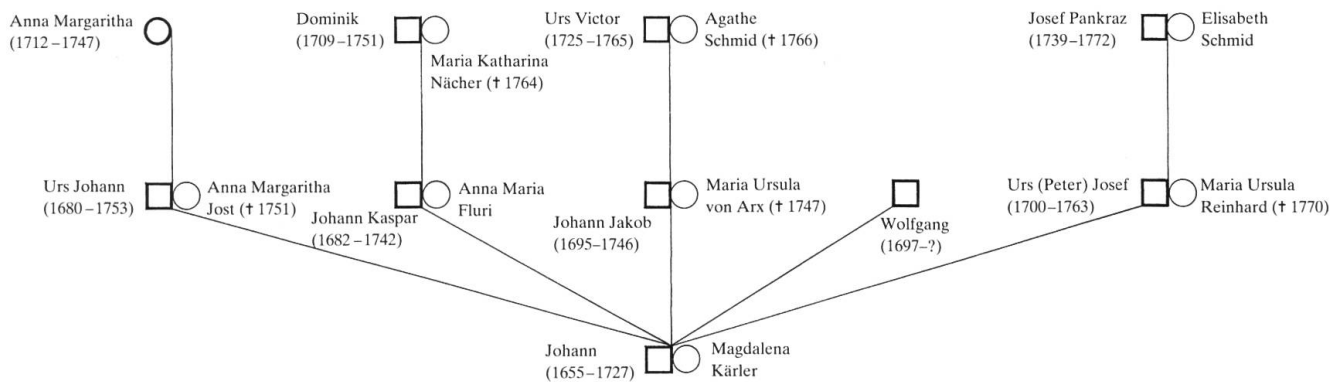 Anna Margaritha
(1712–1747)
Dominik
(1709–1751)
Maria Katharina
Nächer († 1764)
Urs Victor
(1725–1765)
Agathe
Schmid († 1766)
Josef Pankraz
(1739–1772)
Elisabeth
Schmid
Urs Johann
(1680–1753)
Anna Margaritha
Jost († 1751)
Johann Kaspar
(1682–1742)
Anna Maria
Fluri
Johann Jakob
(1695–1746)
Maria Ursula
von Arx († 1747)
Wolfgang
(1697–?)
Urs (Peter) Josef
(1700–1763)
Maria Ursula
Reinhard († 1770)
Johann
(1655–1727)
Magdalena
Kärler